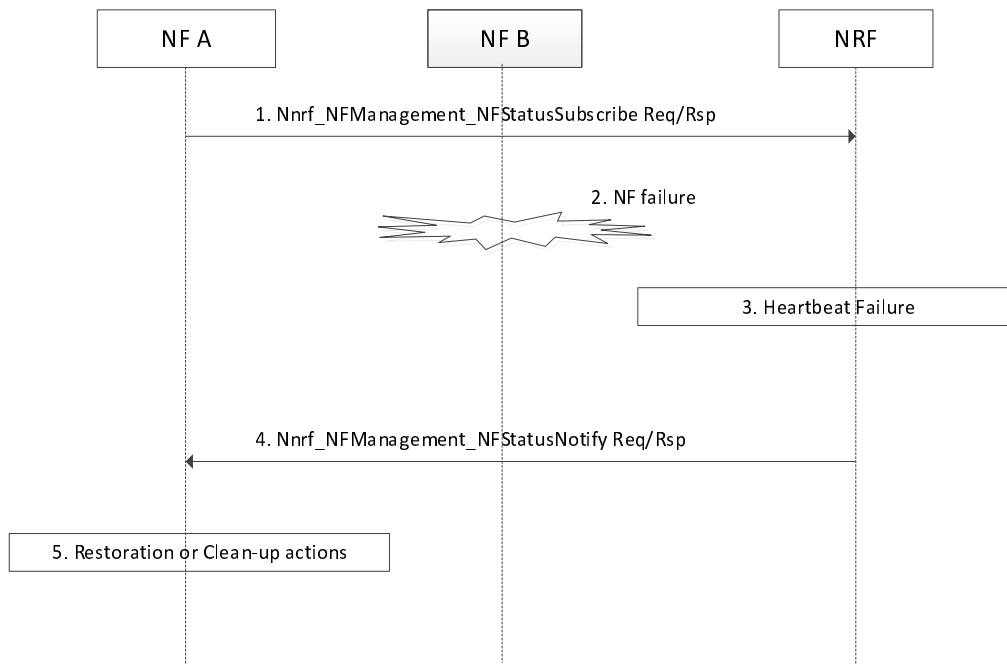 NF A
NF B
NRF
1. Nnrf_NFManagement_NFStatusSubscribe Req/Rsp
2. NF failure
3. Heartbeat Failure
4. Nnrf_NFManagement_NFStatusNotify Req/Rsp
5. Restoration or Clean-up actions